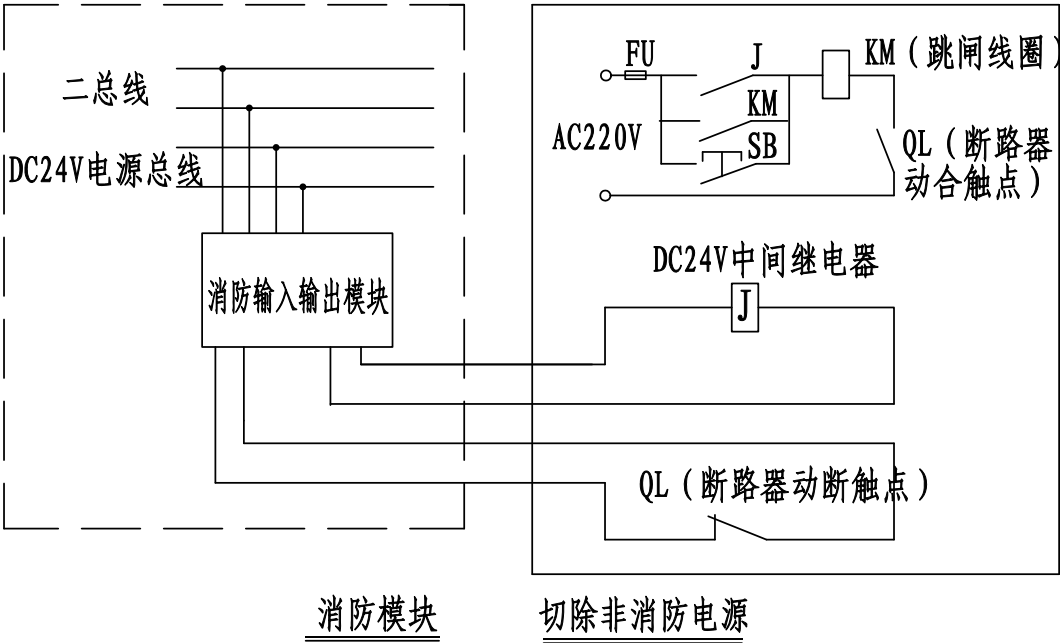 二总线
DC24V电源总线
消防输入输出模块
FU
J
KM（跳闸线圈）
KM
AC220V
SB
QL（断路器
动合触点）
DC24V中间继电器
J
QL（断路器动断触点）
消防模块
切除非消防电源